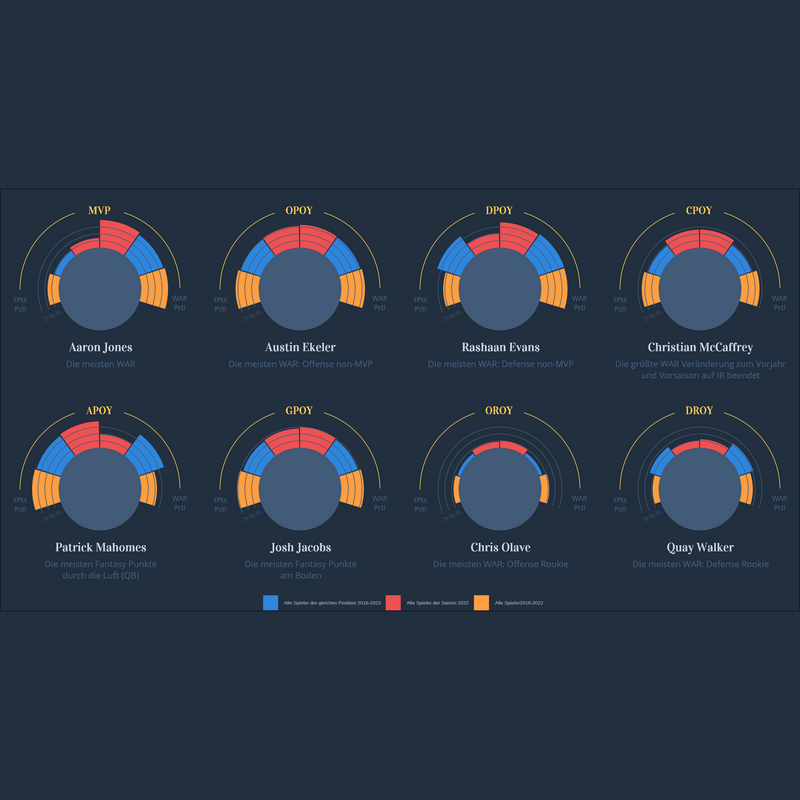 MVP
OPOY
DPOY
CPOY
FPts
Pctl
WAR
Pctl
FPts
Pctl
WAR
Pctl
FPts
Pctl
WAR
Pctl
FPts
Pctl
WAR
Pctl
Aaron Jones
Austin Ekeler
Rashaan Evans
Christian McCaffrey
Die meisten WAR
Die meisten WAR: Offense non-MVP
Die meisten WAR: Defense non-MVP
Die größte WAR Veränderung zum Vorjahr
und Vorsaison auf IR beendet
APOY
GPOY
OROY
DROY
FPts
Pctl
WAR
Pctl
FPts
Pctl
WAR
Pctl
FPts
Pctl
WAR
Pctl
FPts
Pctl
WAR
Pctl
Patrick Mahomes
Josh Jacobs
Chris Olave
Quay Walker
Die meisten Fantasy Punkte
durch die Luft (QB)
Die meisten Fantasy Punkte
am Boden
Die meisten WAR: Offense Rookie
Die meisten WAR: Defense Rookie
Alle Spieler der gleichen Position 2016-2022
Alle Spieler der Saison 2022
Alle Spieler2016-2022